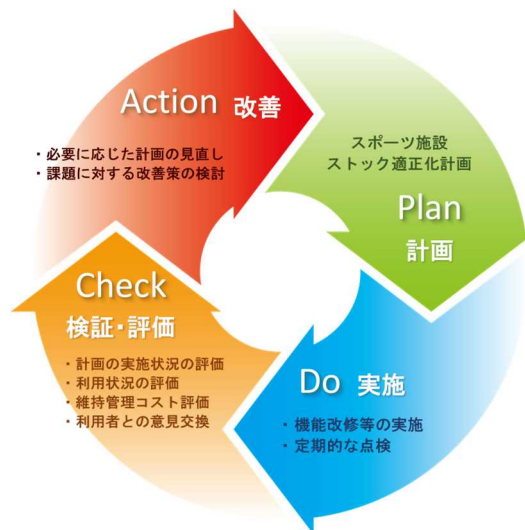 Action 改善
・必要に応じた計画の見直し
・課題に対する改善策の検討
スポーツ施設
ストック適正化計画
Plan
計画
Do 実施
・機能改修等の実施
・定期的な点検
Check
検証・評価
・計画の実施状況の評価
・利用状況の評価
・維持管理コスト評価
・利用者との意見交換